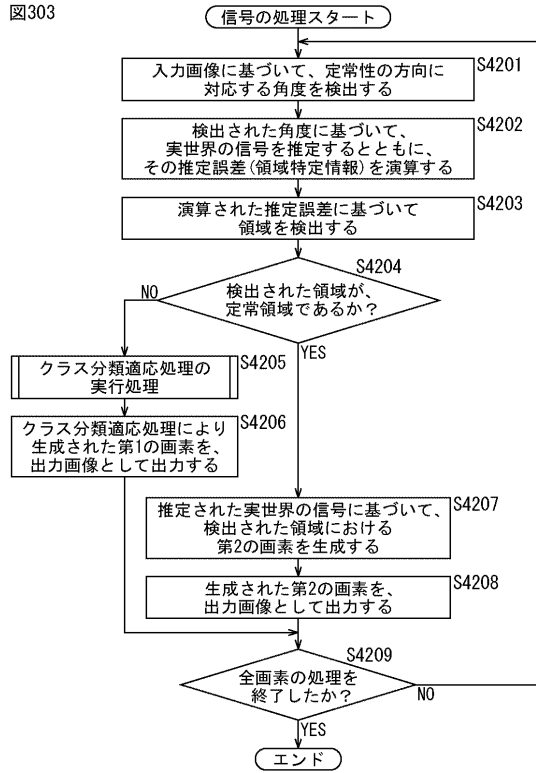 図303
信号の処理スタート
S4201
入力画像に基づいて、定常性の方向に
対応する角度を検出する
S4202
検出された角度に基づいて、
実世界の信号を推定するとともに、
その推定誤差(領域特定情報)を演算する
S4203
演算された推定誤差に基づいて
領域を検出する
S4204
検出された領域が、
定常領域であるか?
NO
YES
S4205
クラス分類適応処理の
実行処理
S4206
クラス分類適応処理により
生成された第1の画素を、
出力画像として出力する
S4207
推定された実世界の信号に基づいて、
検出された領域における
第2の画素を生成する
S4208
生成された第2の画素を、
出力画像として出力する
S4209
全画素の処理を
終了したか?
NO
YES
エンド